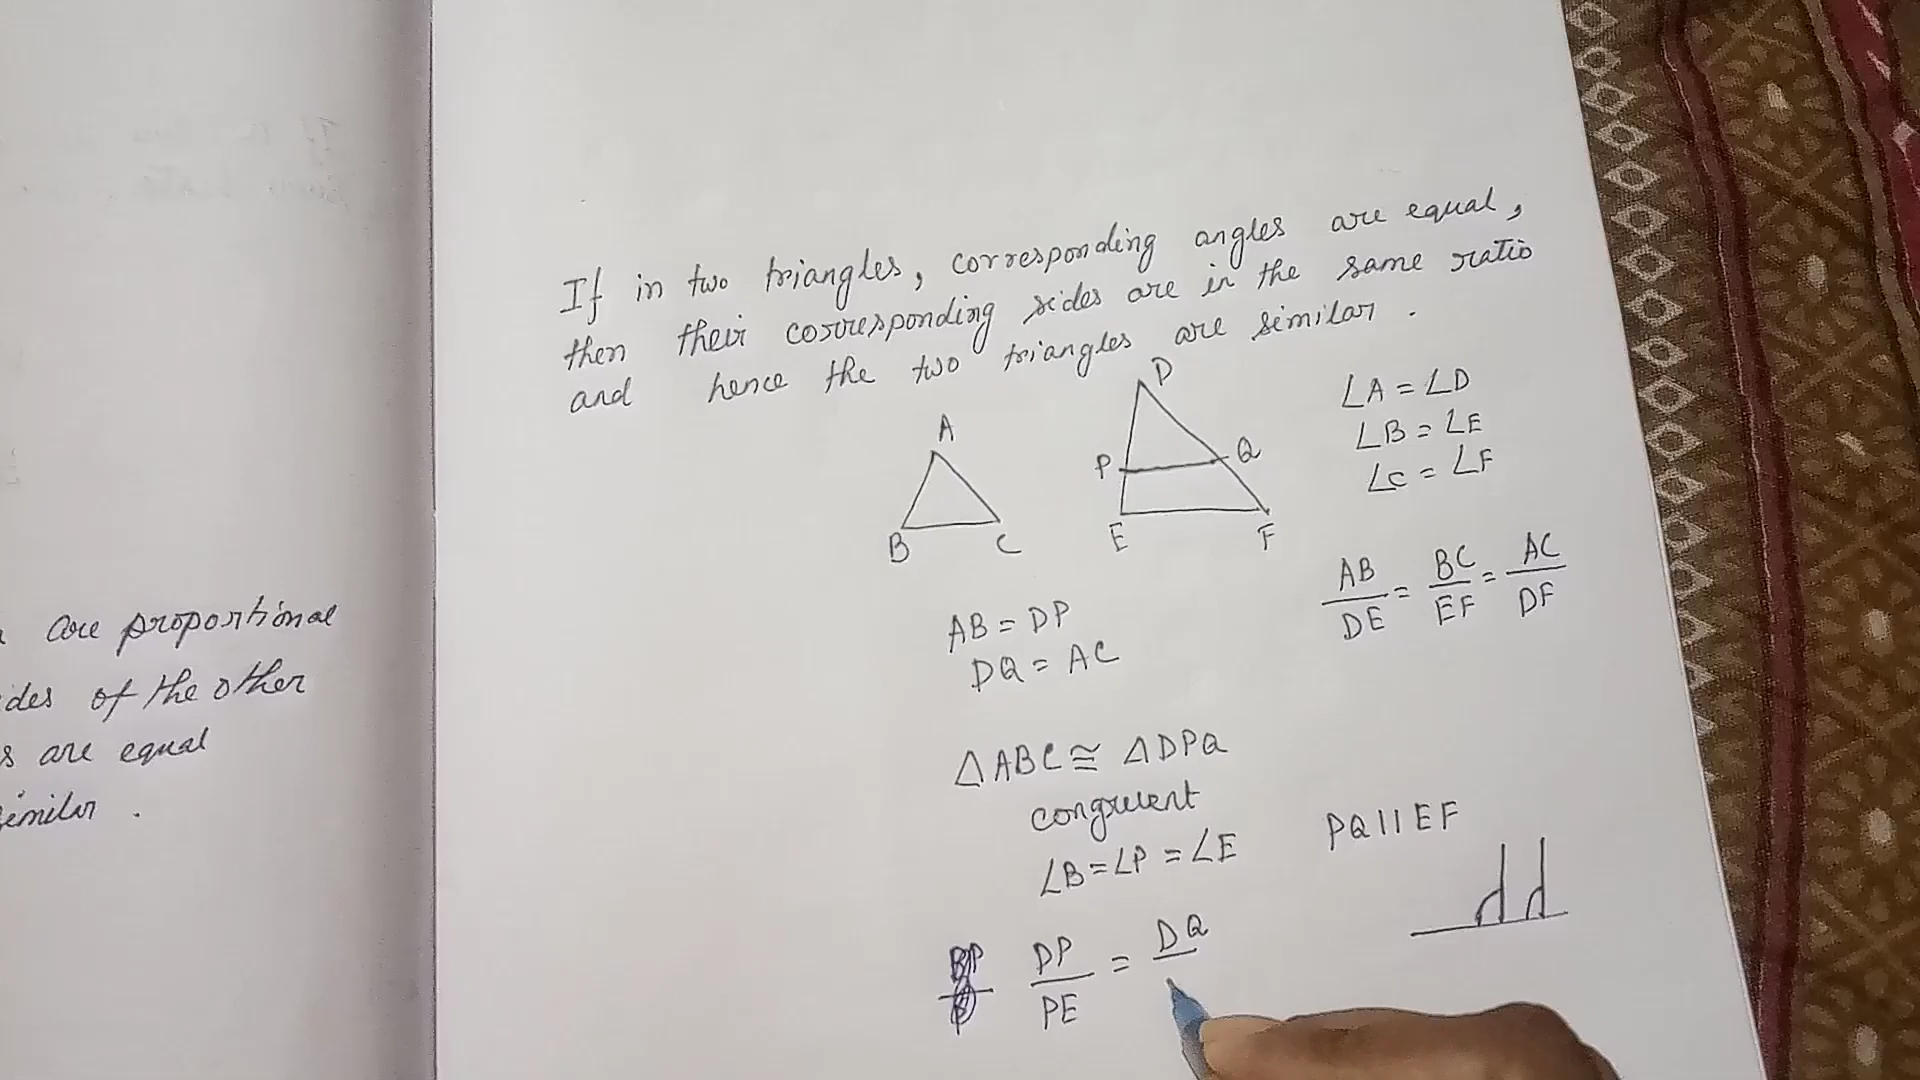 If in two triangles, corresponding angles are equal,
then their corresponding sides are in the same ratio
and hence the two triangles are similar.
A
B
C
D
P
Q
E
F
∠A = ∠D
∠B = ∠E
∠C = ∠F
AB/DE = BC/EF = AC/DF
AB = DP
DQ = AC
△ABC ≅ △DPQ
congruent
∠B = ∠P = ∠E
PQ || EF
DP/PE = DQ/
are proportional
ides of the other
s are equal
similar.